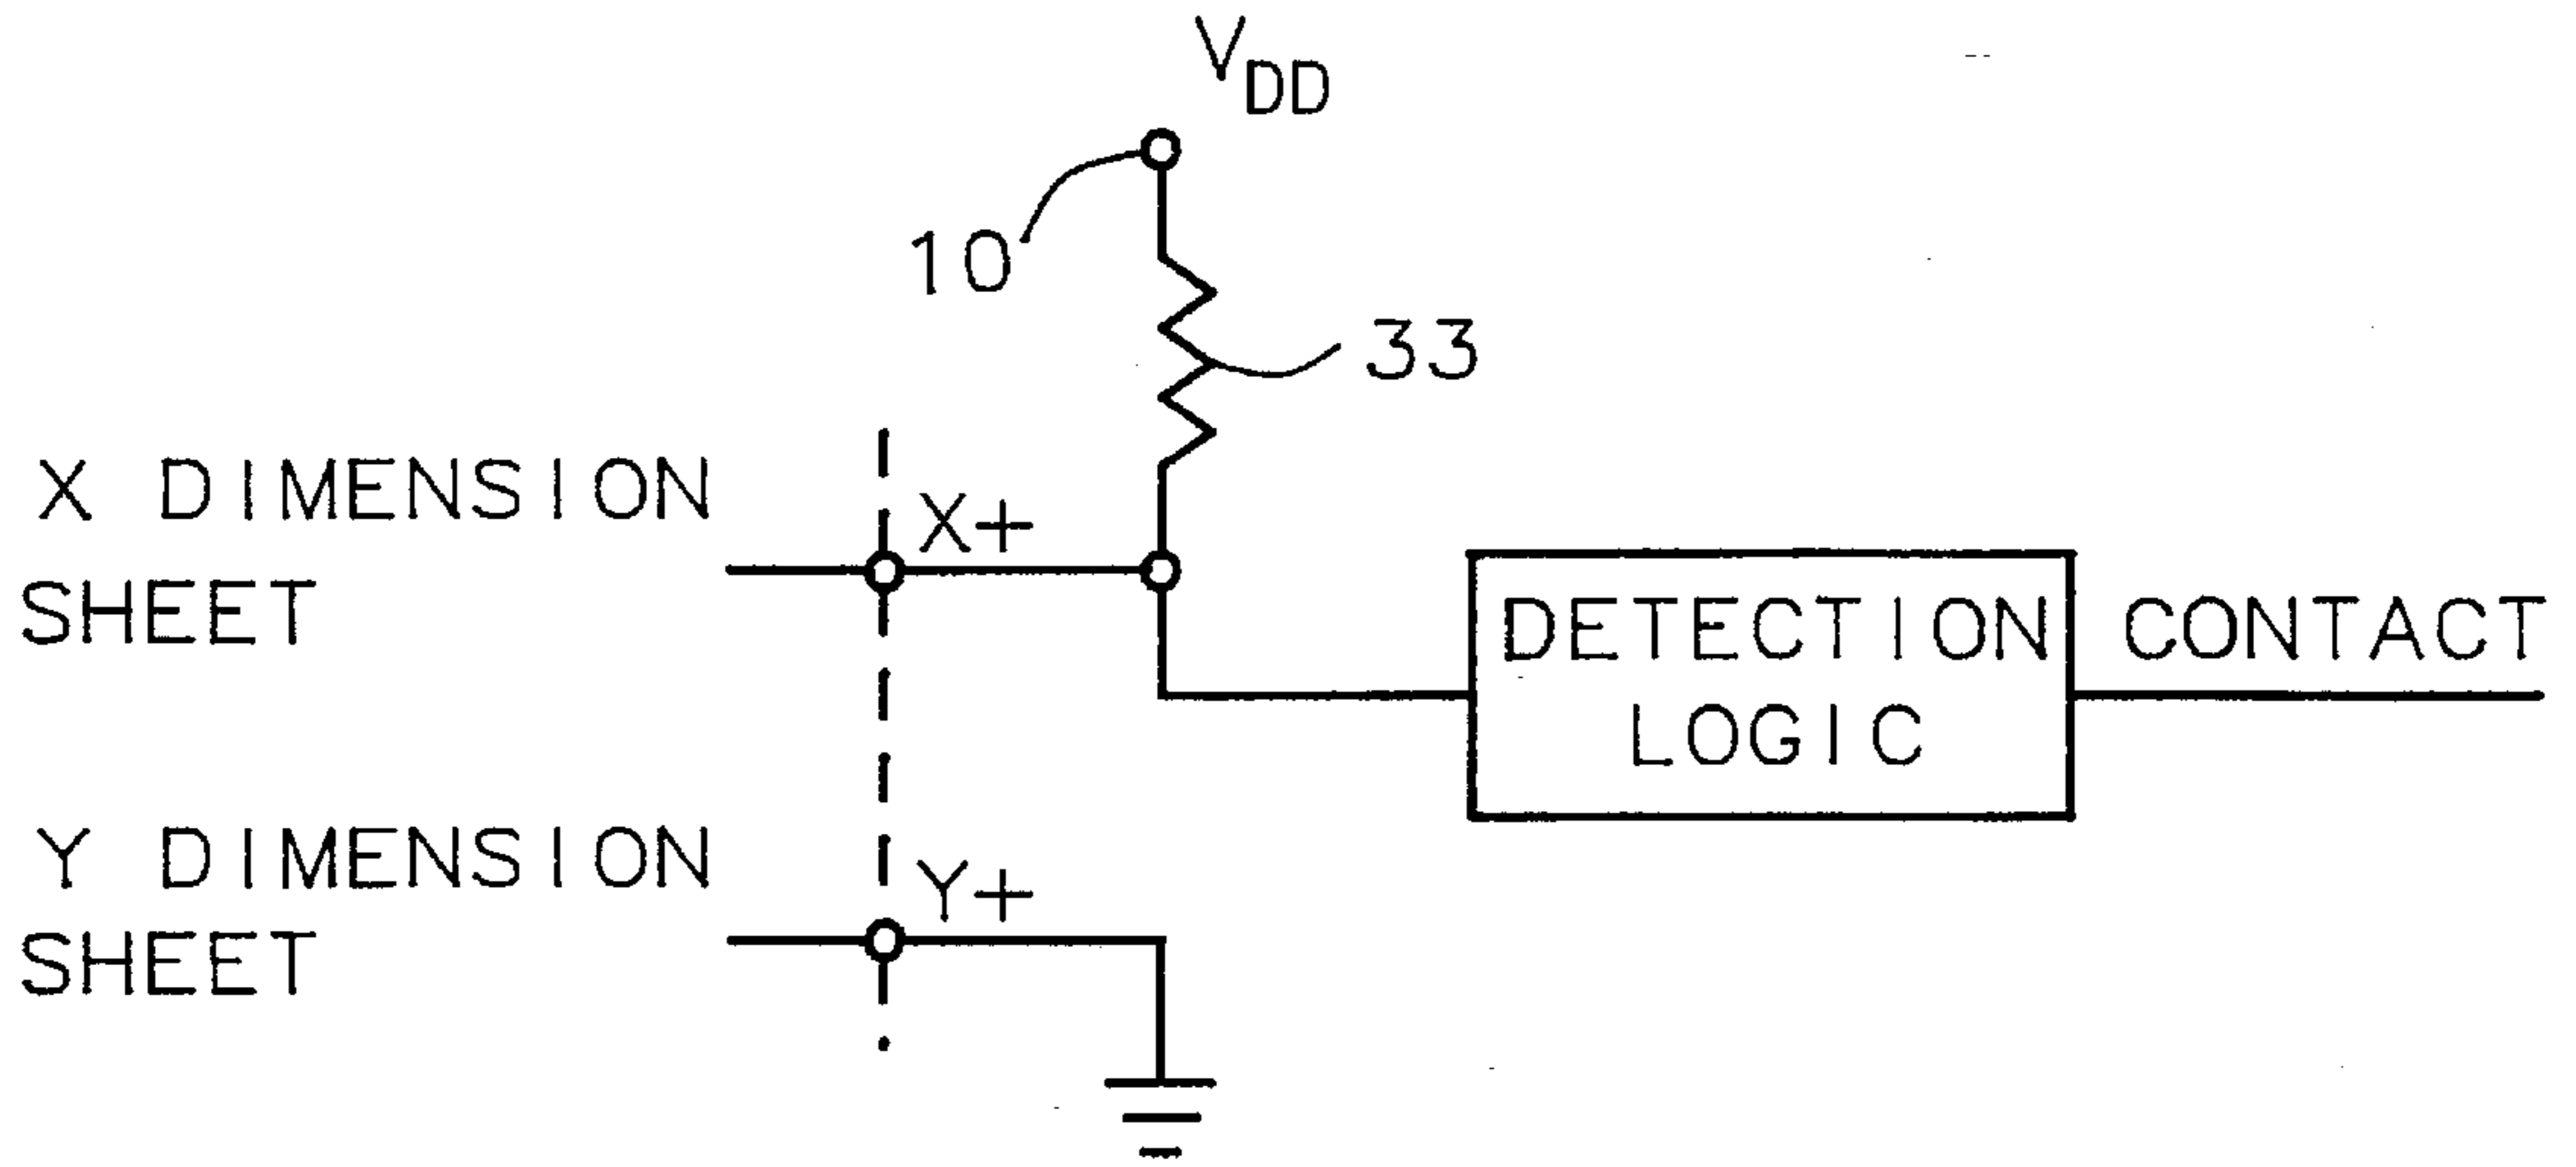 V_DD
10
33
X DIMENSION
SHEET
X+
DETECTION
LOGIC
CONTACT
Y DIMENSION
SHEET
Y+